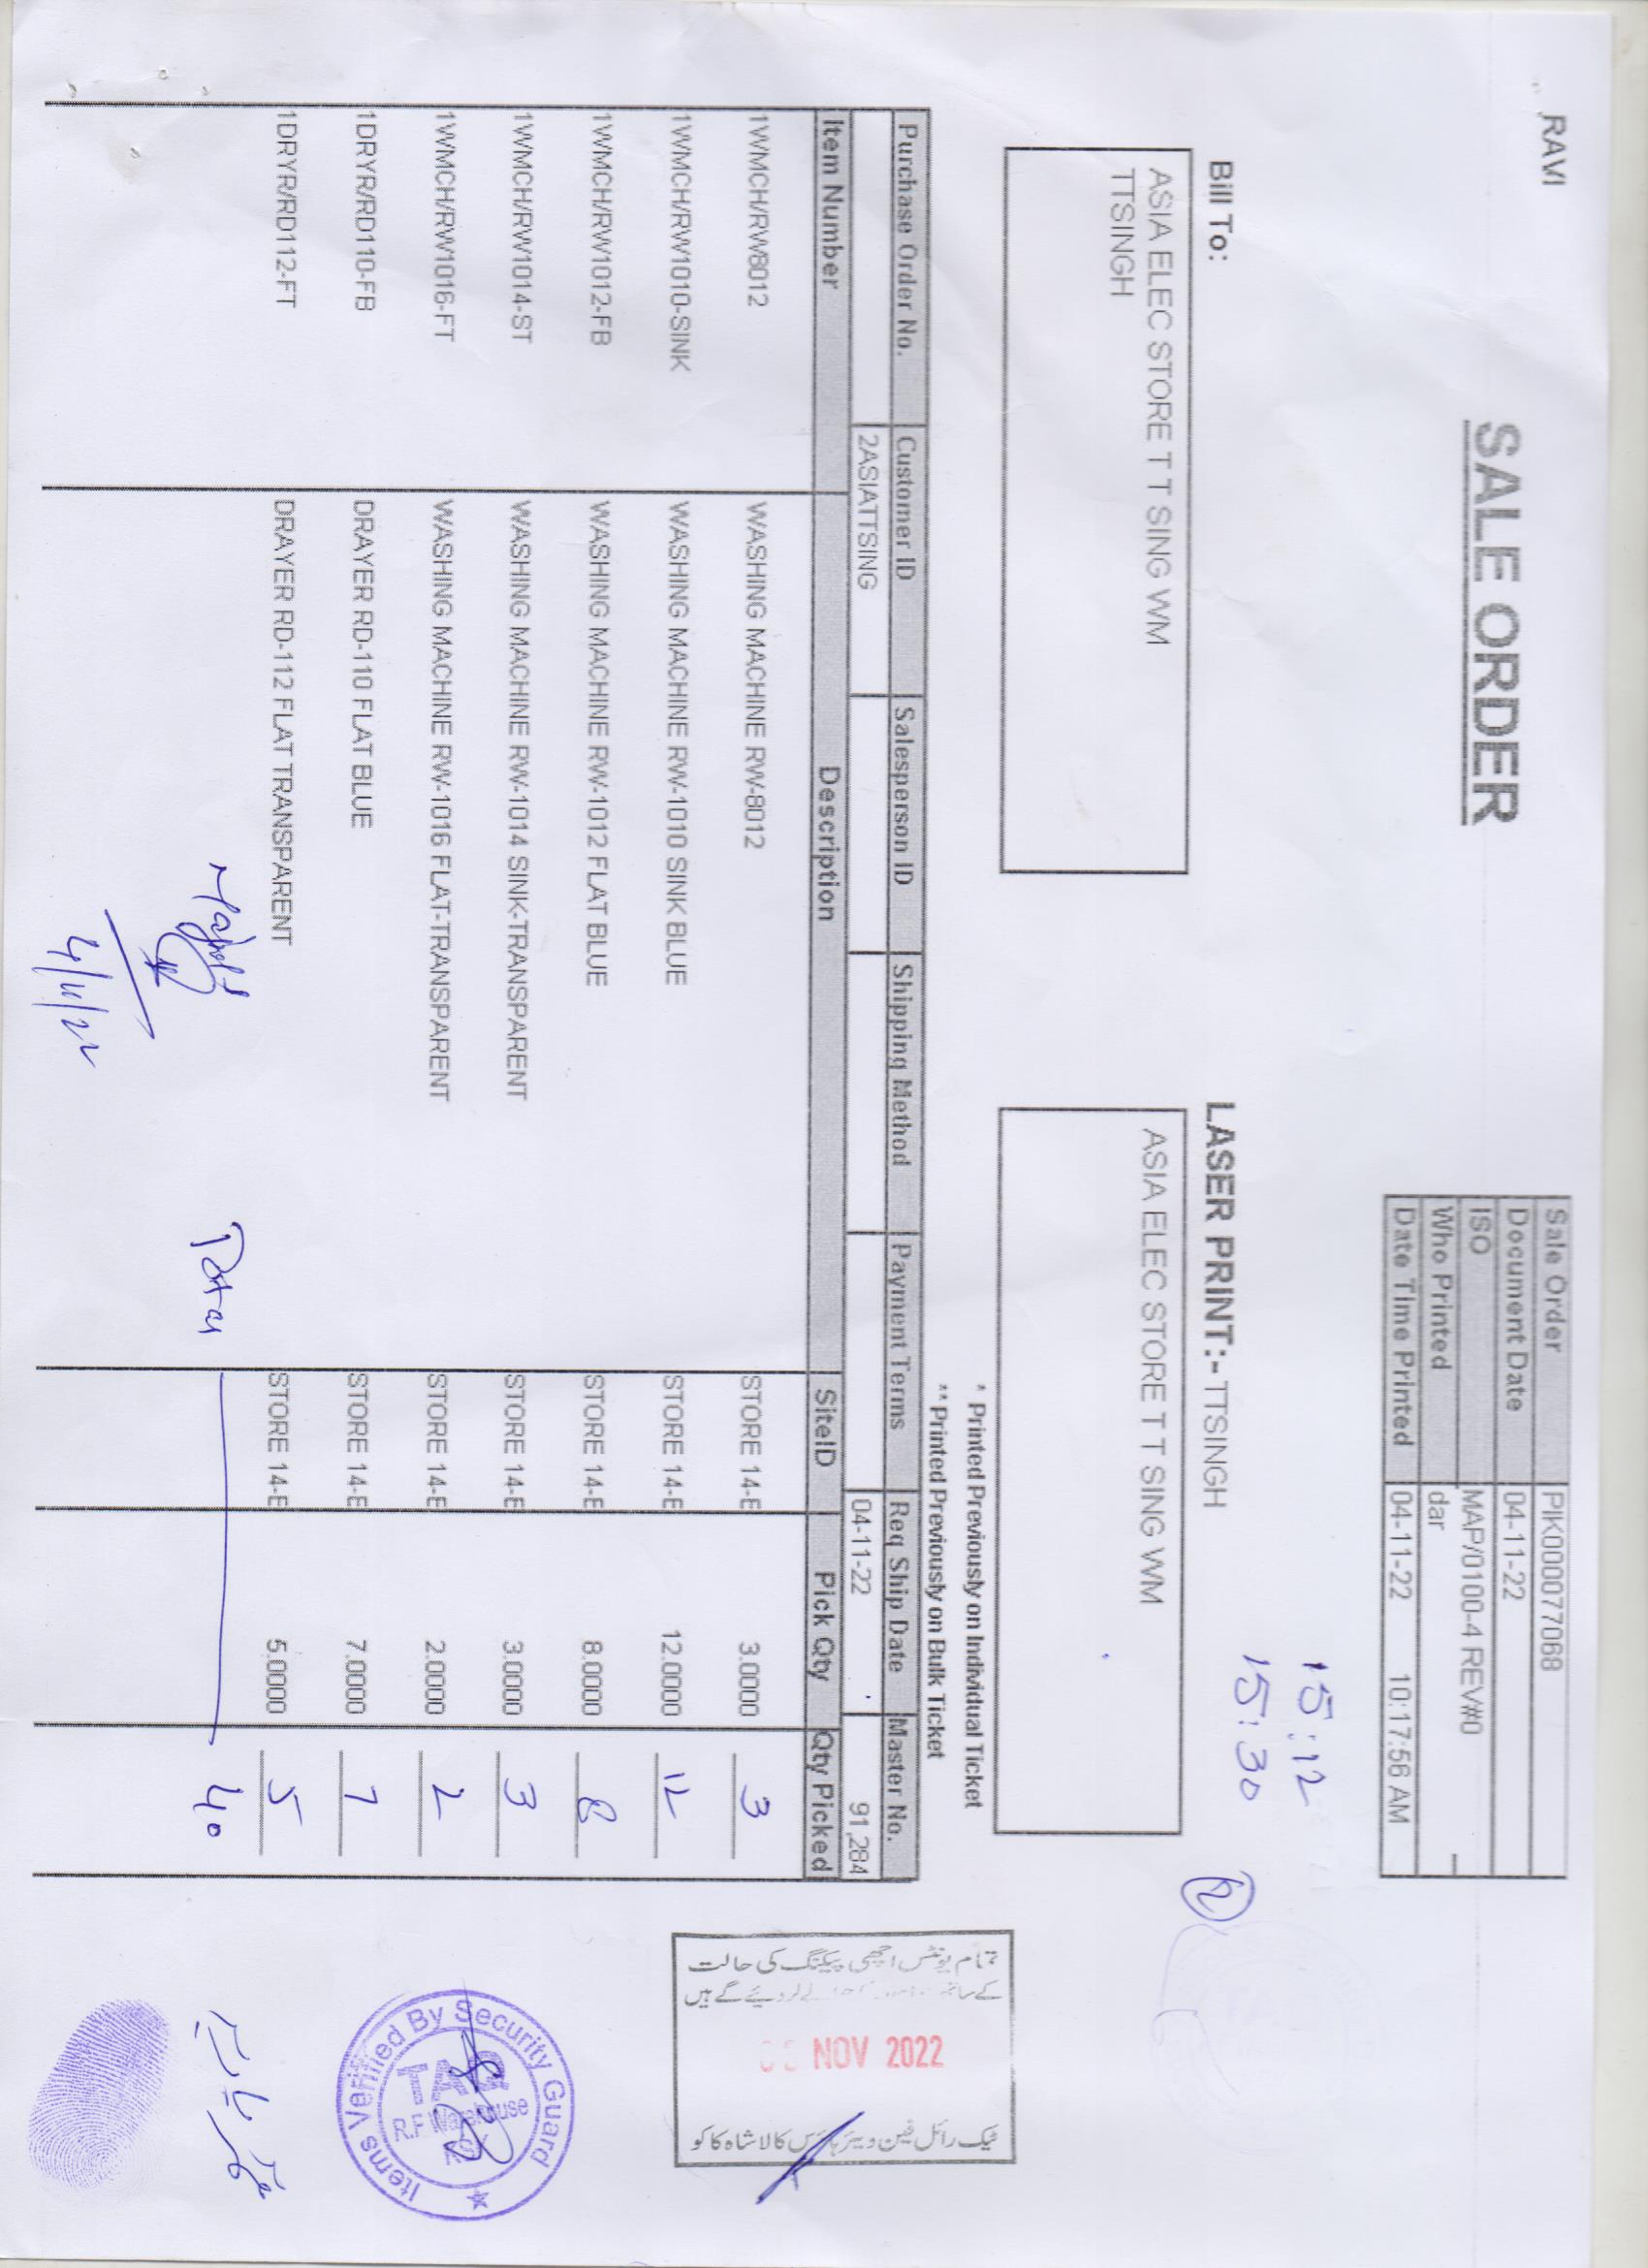 RAVI
SALE ORDER
Sale Order PIK000077068
Document Date 04-11-22
ISO MAP/0100-4 REV#0
Who Printed dar
Date Time Printed 04-11-22 10:17:56 AM
15:12
15:30
2
Bill To:
ASIA ELEC STORE T T SING WM
TTSINGH
LASER PRINT:- TTSINGH
ASIA ELEC STORE T T SING WM
* Printed Previously on Individual Ticket
** Printed Previously on Bulk Ticket
Purchase Order No. Customer ID Salesperson ID Shipping Method Payment Terms Req Ship Date Master No.
2ASIATTSING 04-11-22 91,284
Item Number Description SiteID Pick Qty Qty Picked
1WMCH/RW8012 WASHING MACHINE RW-8012 STORE 14-E 3.0000 3
1WMCH/RW1010-SINK WASHING MACHINE RW-1010 SINK BLUE STORE 14-E 12.0000 12
1WMCH/RW1012-FB WASHING MACHINE RW-1012 FLAT BLUE STORE 14-E 8.0000 8
1WMCH/RW1014-ST WASHING MACHINE RW-1014 SINK-TRANSPARENT STORE 14-E 3.0000 3
1WMCH/RW1016-FT WASHING MACHINE RW-1016 FLAT-TRANSPARENT STORE 14-E 2.0000 2
1DRYR/RD110-FB DRAYER RD-110 FLAT BLUE STORE 14-E 7.0000 7
1DRYR/RD112-FT DRAYER RD-112 FLAT TRANSPARENT STORE 14-E 5.0000 5
40
4/11/22
تمام یونٹس اچھی پیکنگ کی حالت
NOV 2022
Items Verified By Security Guard
TAG
R.F Warehouse